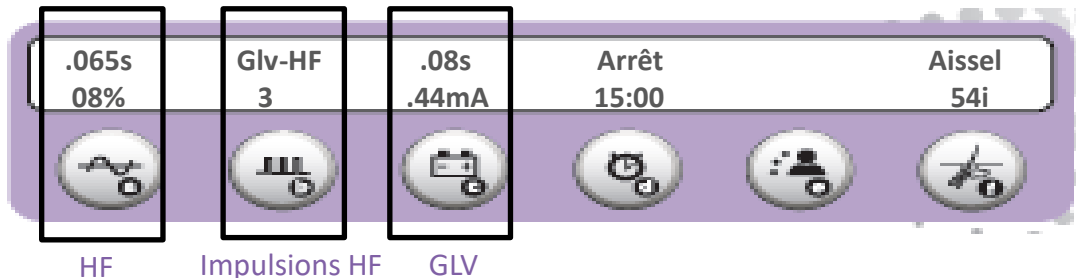 .065s Glv-HF .08s Arrêt Aissel
08% 3 .44mA 15:00 54i
HF Impulsions HF GLV